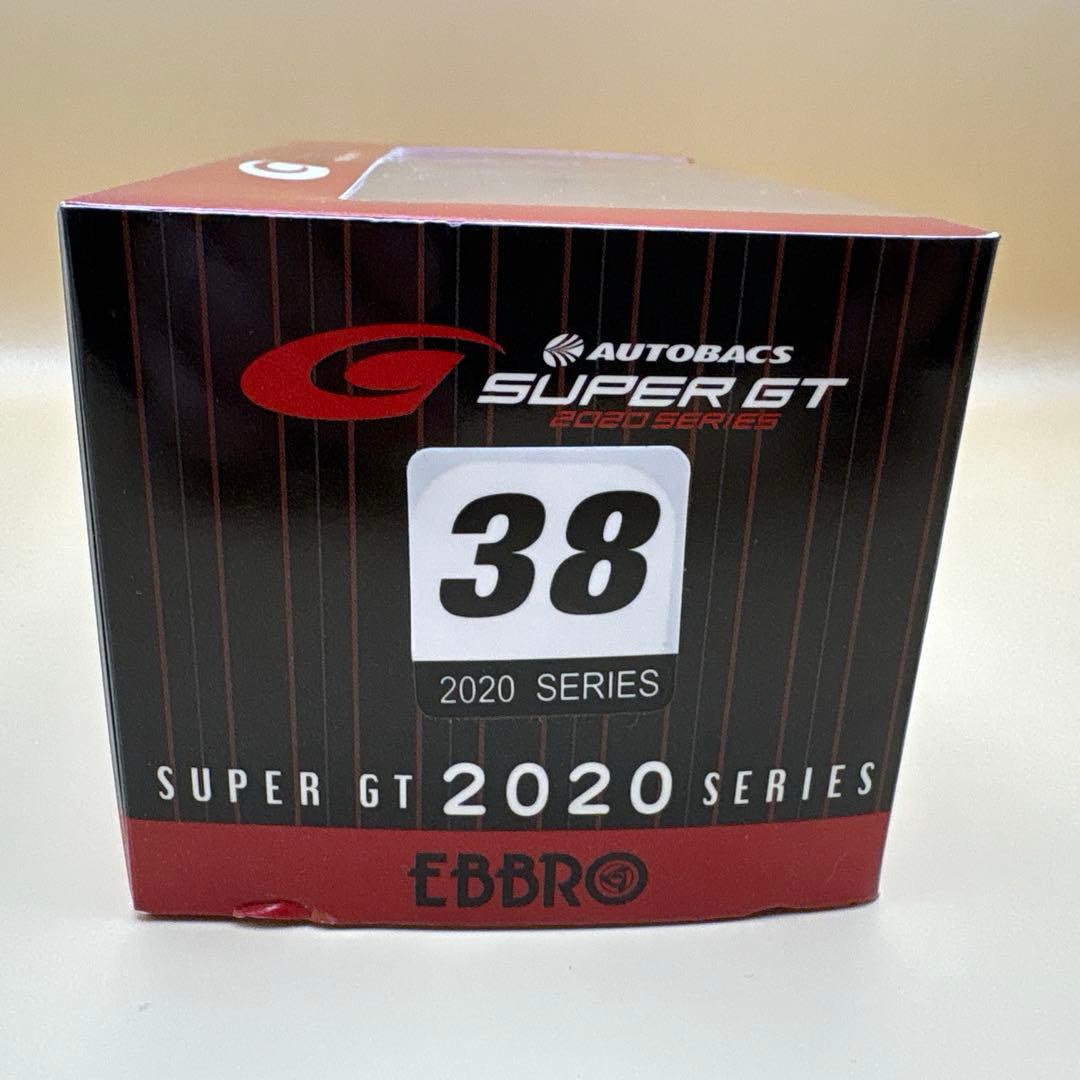 AUTOBACS
SUPER GT
2020 SERIES
38
2020 SERIES
SUPER GT 2020 SERIES
EBBRO